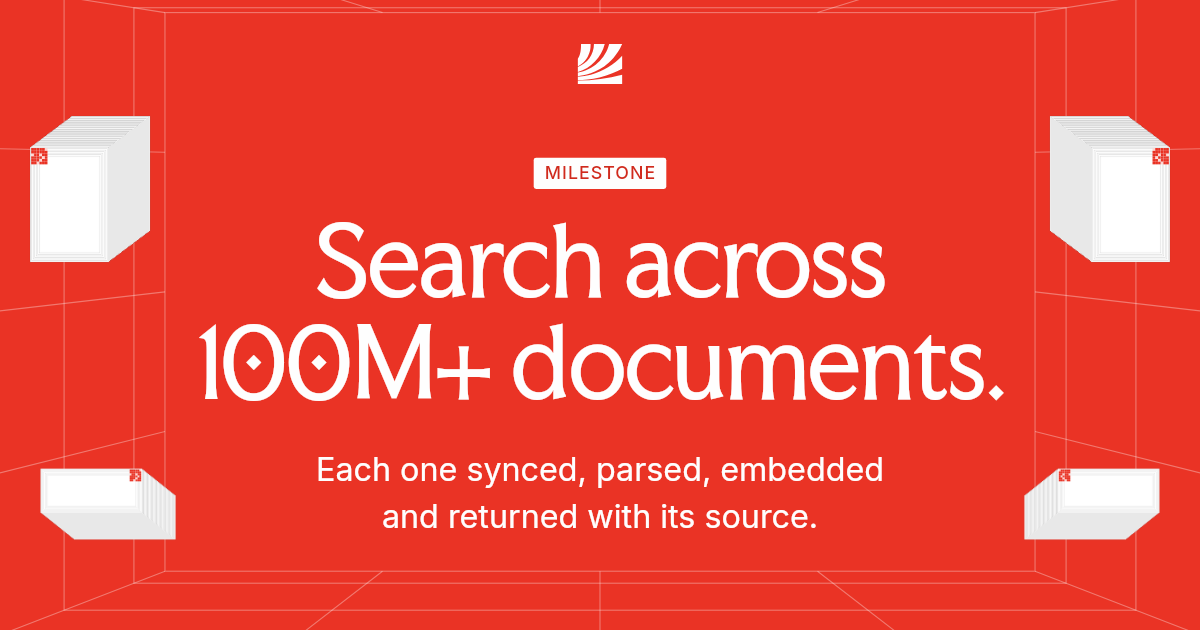 MILESTONE
Search across
100M+ documents.
Each one synced, parsed, embedded
and returned with its source.